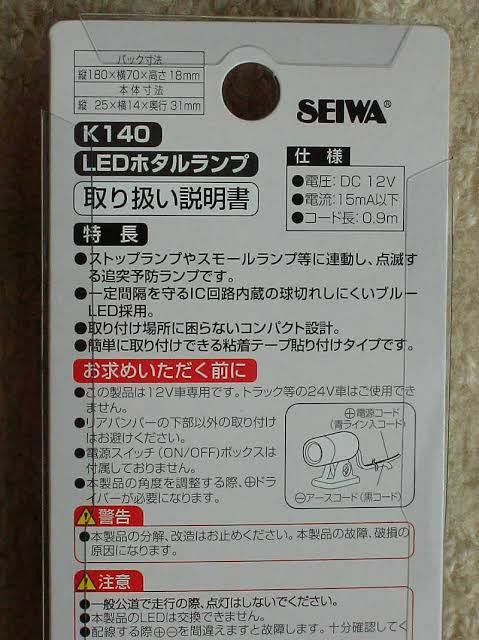 パック寸法
縦180×横70×高さ18mm
本体寸法
縦 25×横14×奥行31mm
SEIWA®
K140
LEDホタルランプ
取り扱い説明書
仕様
●電圧：DC 12V
●電流：15mA以下
●コード長：0.9m
特長
●ストップランプやスモールランプ等に連動し、点滅す
る追突予防ランプです。
●一定間隔を守るIC回路内蔵の球切れしにくいブルー
LED採用。
●取り付け場所に困らないコンパクト設計。
●簡単に取り付けできる粘着テープ貼り付けタイプです。
お求めいただく前に
●この製品は12V車専用です。トラック等の24V車はご使用でき
ません。
●リアバンパーの下部以外の取り付け
はお避けください。
●電源スイッチ(ON/OFF)ボックスは
付属しておりません。
●本製品の角度を調整する際、⊕ドラ
イバーが必要になります。
⊕電源コード
(青ライン入コード)
⊖アースコード(黒コード)
警告
●本製品の分解、改造はお止めください。本製品の故障、破損の
原因になります。
注意
●一般公道で走行の際、点灯はしないでください。
●本製品のLEDは交換できません。
●配線する際⊕⊖を間違えますと故障します。十分確認してく